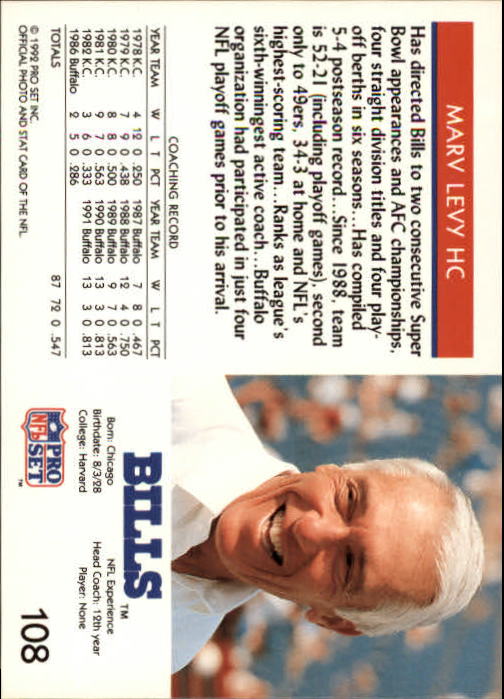 MARV LEVY HC
Has directed Bills to two consecutive Super
Bowl appearances and AFC championships,
four straight division titles and four play-
off berths in six seasons...Has compiled
5-4 postseason record...Since 1988, team
is 52-21 (including playoff games), second
only to 49ers, 34-3 at home and NFL's
highest-scoring team...Ranks as league's
sixth-winningest active coach...Buffalo
organization had participated in just four
NFL playoff games prior to his arrival.
COACHING RECORD
YEAR TEAM W L T PCT YEAR TEAM W L T PCT
1978 K.C. 4 12 0 .250 1987 Buffalo 7 8 0 .467
1979 K.C. 7 9 0 .438 1988 Buffalo 12 4 0 .750
1980 K.C. 8 8 0 .500 1989 Buffalo 9 7 0 .563
1981 K.C. 9 7 0 .563 1990 Buffalo 13 3 0 .813
1982 K.C. 3 6 0 .333 1991 Buffalo 13 3 0 .813
1986 Buffalo 2 5 0 .286
TOTALS 87 72 0 .547
© 1992 PRO SET INC.
OFFICIAL PHOTO AND STAT CARD OF THE NFL
BILLS™
Born: Chicago
Birthdate: 8/3/28
College: Harvard
NFL Experience
Head Coach: 12th year
Player: None
PRO
NFL
SET™
108